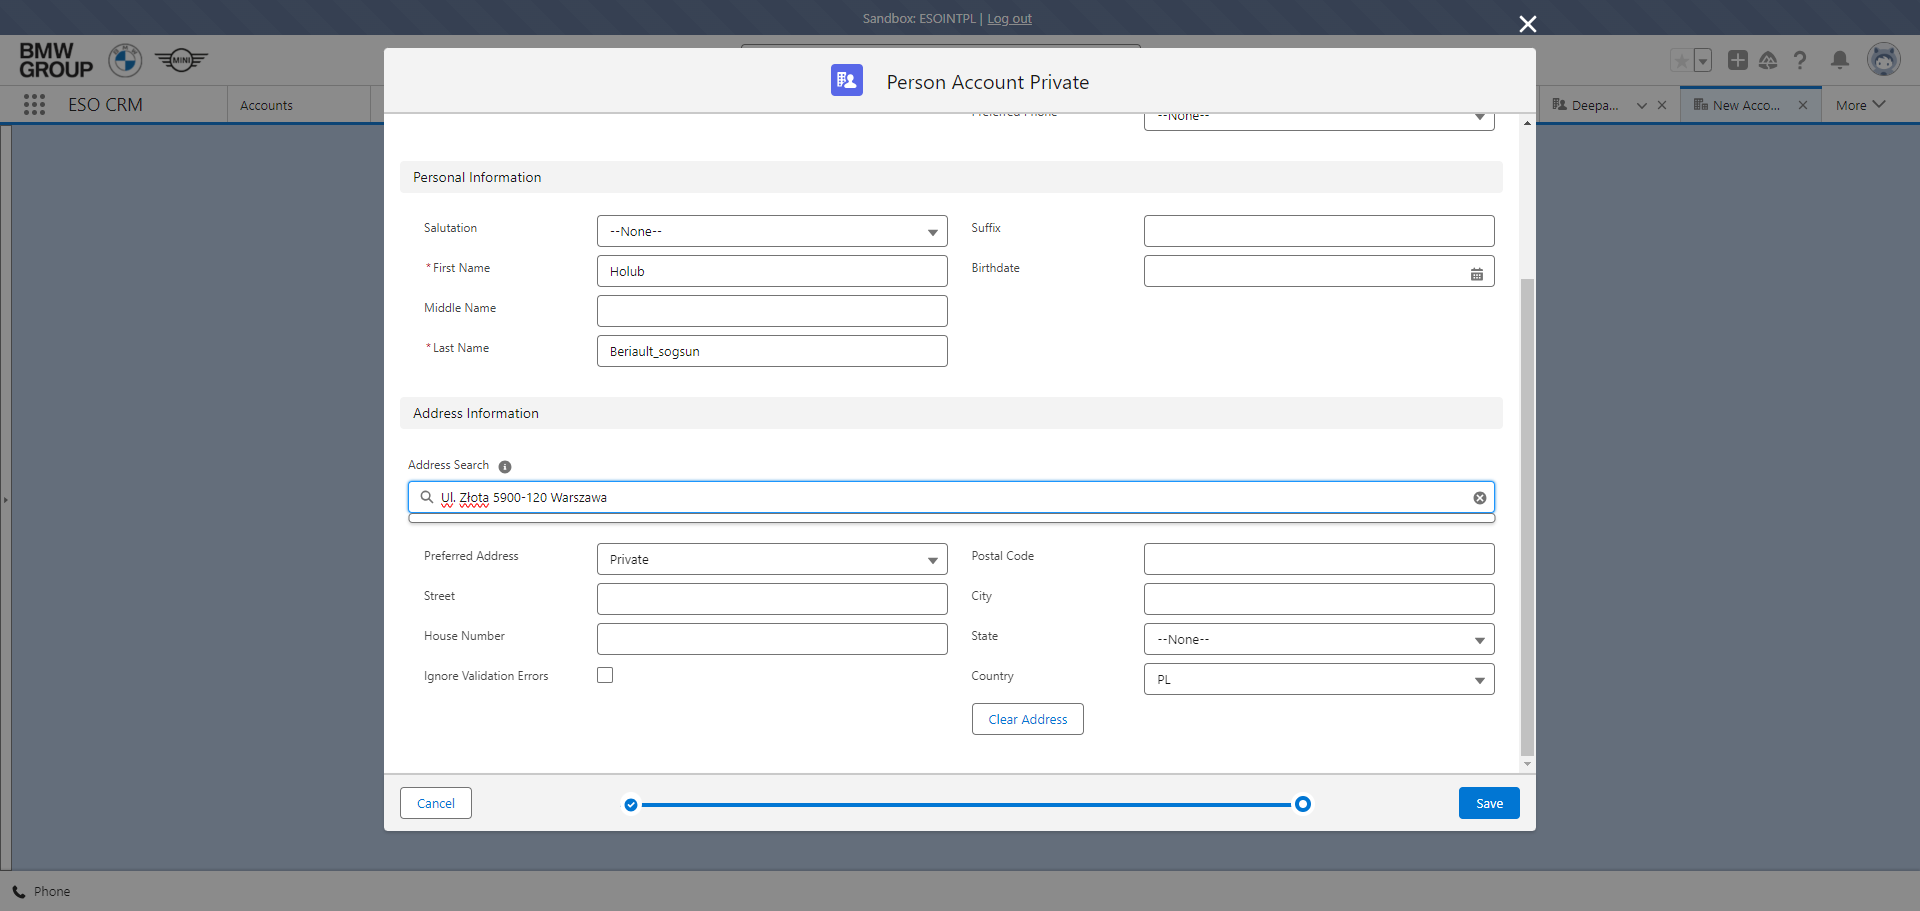 Sandbox: ESOINTPL | Log out
BMW
GROUP
MINI
ESO CRM
Accounts
Deepa...
New Acco...
More
Person Account Private
Preferred Phone
--None--
Personal Information
Salutation
--None--
Suffix
*First Name
Holub
Birthdate
Middle Name
*Last Name
Beriault_sogsun
Address Information
Address Search
Ul. Złota 5900-120 Warszawa
Preferred Address
Private
Postal Code
Street
City
House Number
State
--None--
Ignore Validation Errors
Country
PL
Clear Address
Cancel
Save
Phone